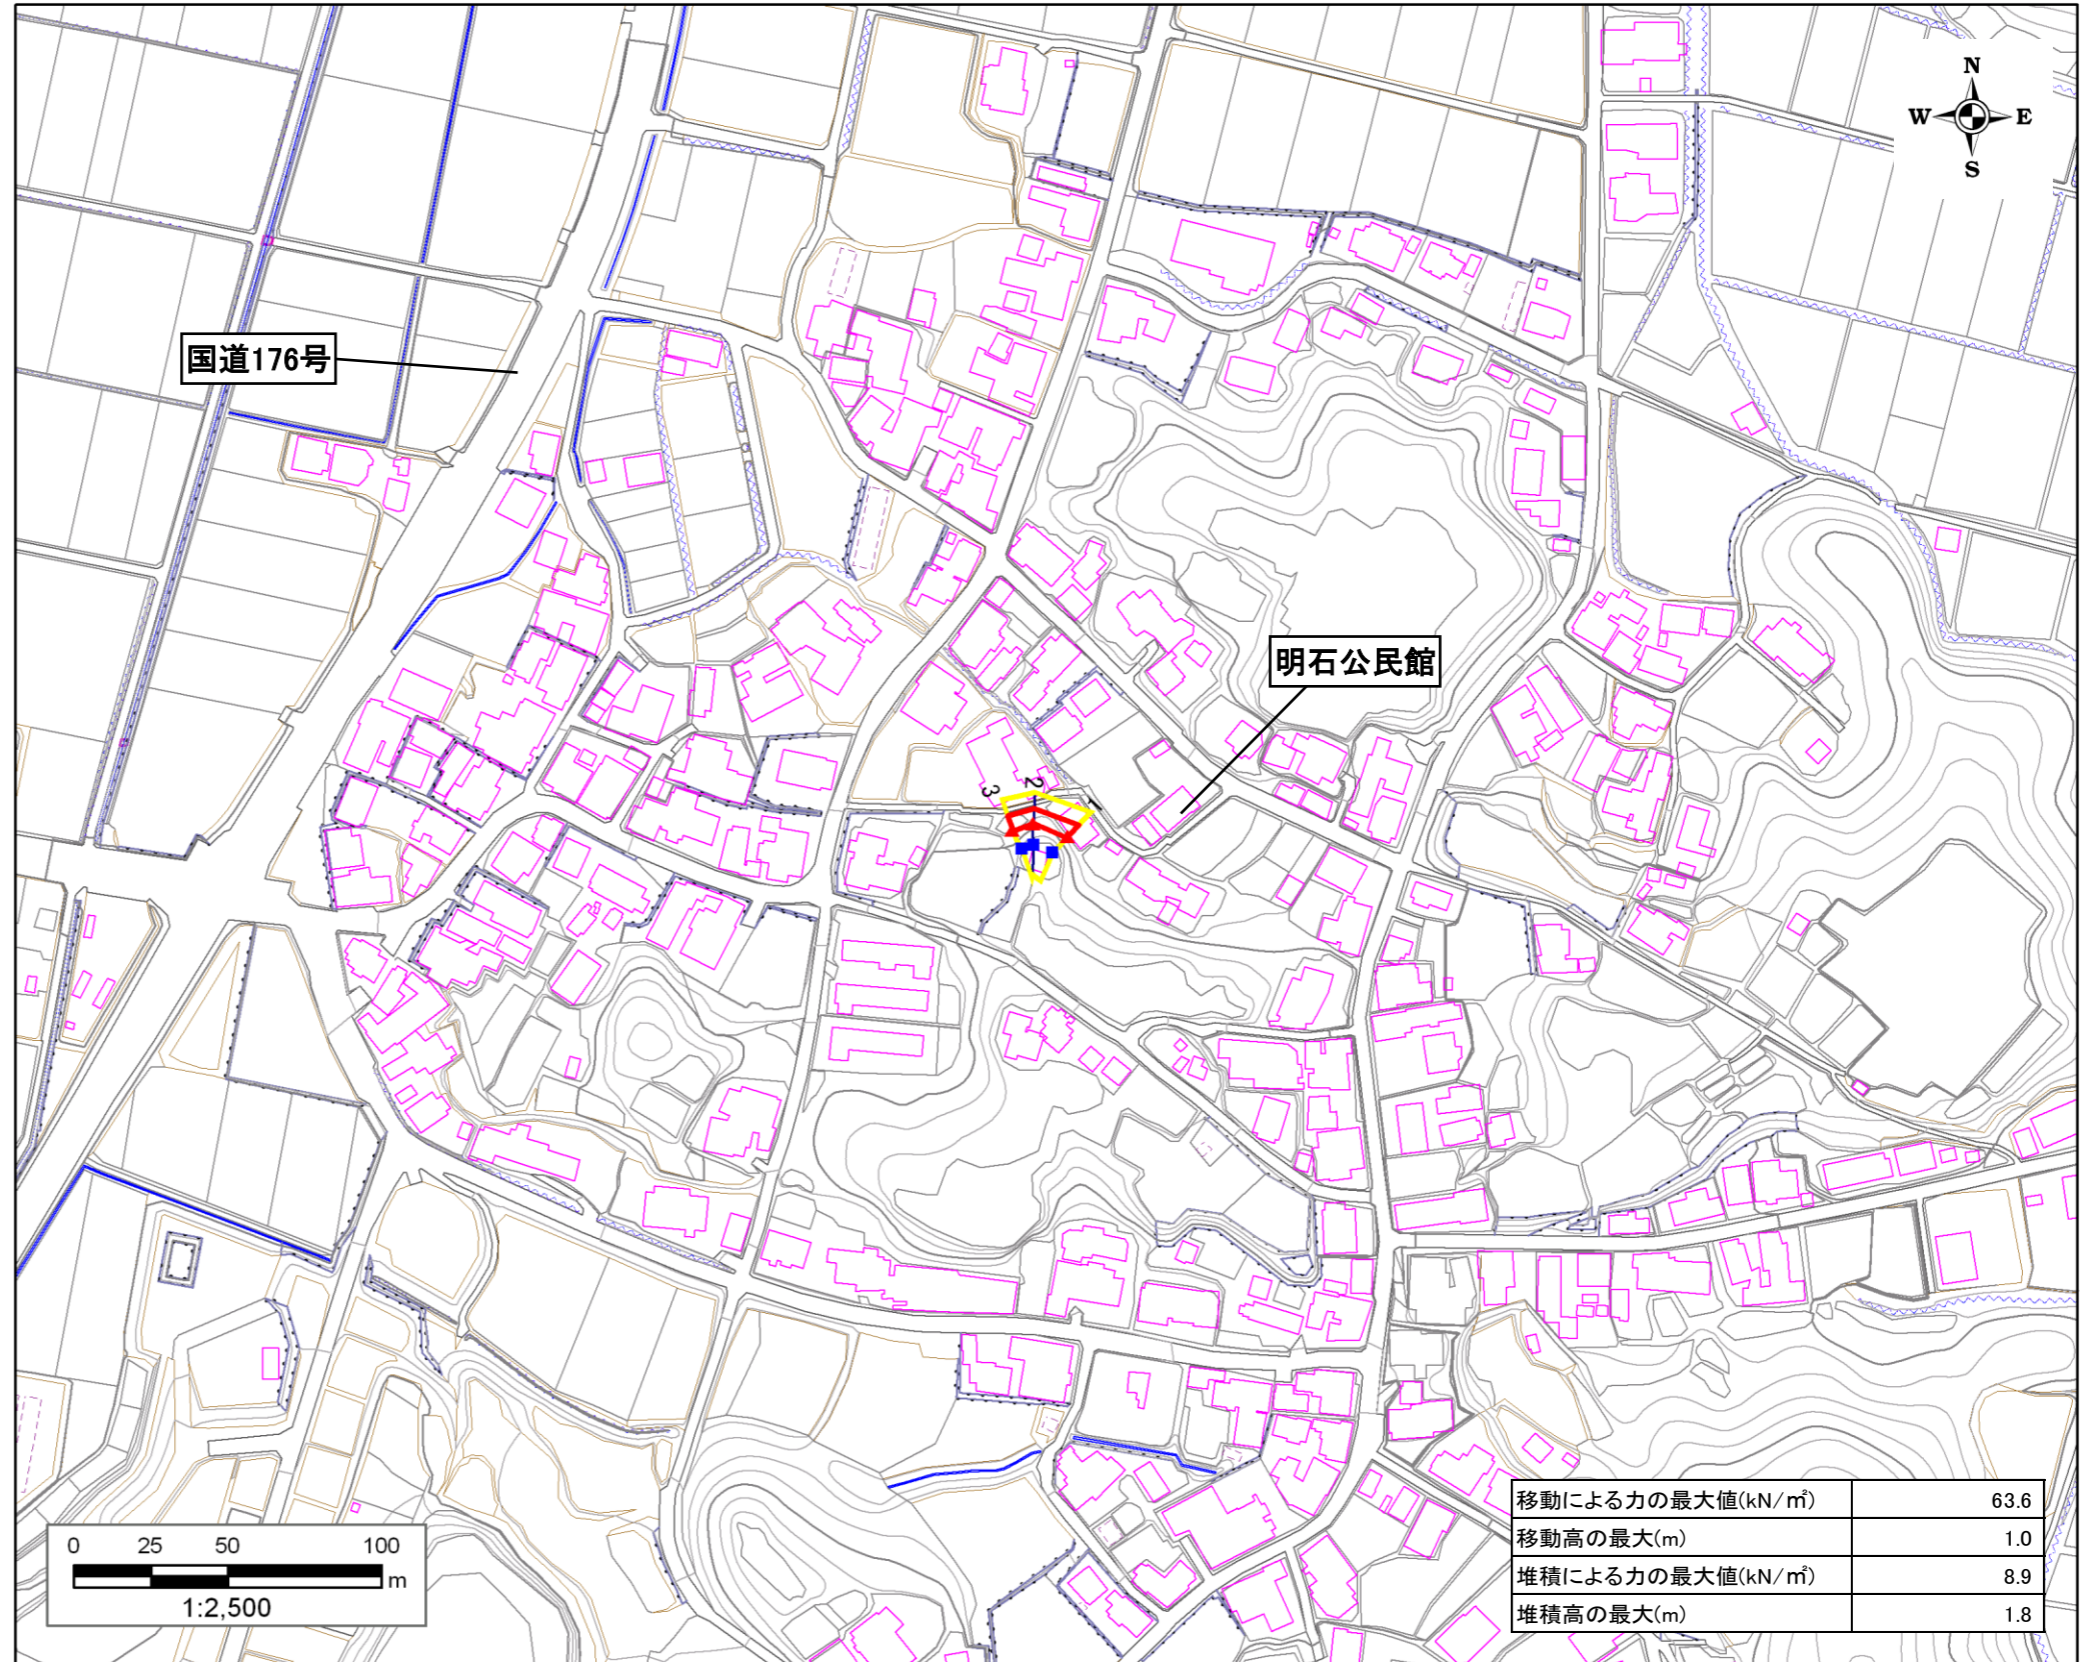 N
W E
S
国道176号
明石公民館
3 2 1
移動による力の最大値(kN/㎡) 63.6
移動高の最大(m) 1.0
堆積による力の最大値(kN/㎡) 8.9
堆積高の最大(m) 1.8
0 25 50 100
m
1:2,500